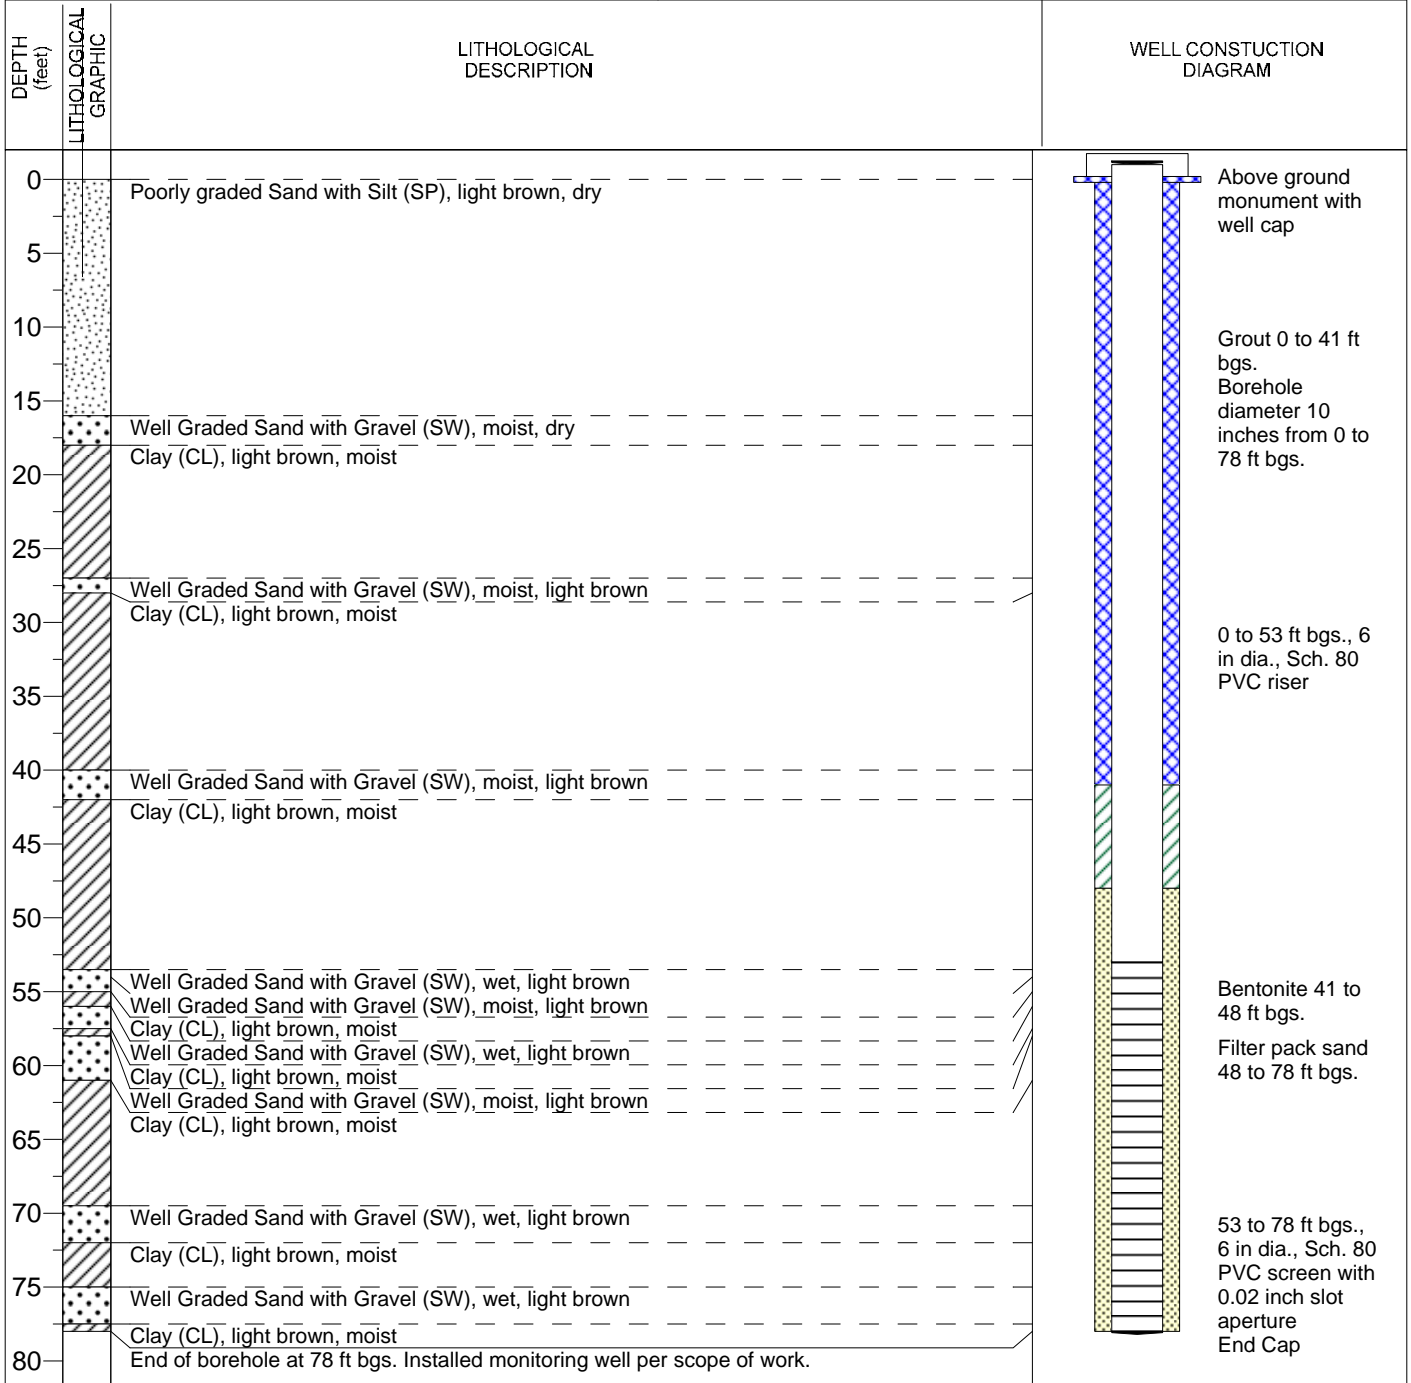 DEPTH
(feet)
LITHOLOGICAL
GRAPHIC
LITHOLOGICAL
DESCRIPTION
WELL CONSTUCTION
DIAGRAM
0
Poorly graded Sand with Silt (SP), light brown, dry
Above ground
monument with
well cap
5
10
Grout 0 to 41 ft
bgs.
Borehole
diameter 10
inches from 0 to
78 ft bgs.
15
Well Graded Sand with Gravel (SW), moist, dry
Clay (CL), light brown, moist
20
25
Well Graded Sand with Gravel (SW), moist, light brown
Clay (CL), light brown, moist
30
0 to 53 ft bgs., 6
in dia., Sch. 80
PVC riser
35
40
Well Graded Sand with Gravel (SW), moist, light brown
Clay (CL), light brown, moist
45
50
Well Graded Sand with Gravel (SW), wet, light brown
55
Well Graded Sand with Gravel (SW), moist, light brown
Clay (CL), light brown, moist
Well Graded Sand with Gravel (SW), wet, light brown
60
Clay (CL), light brown, moist
Well Graded Sand with Gravel (SW), moist, light brown
Clay (CL), light brown, moist
Bentonite 41 to
48 ft bgs.
Filter pack sand
48 to 78 ft bgs.
65
70
Well Graded Sand with Gravel (SW), wet, light brown
Clay (CL), light brown, moist
75
Well Graded Sand with Gravel (SW), wet, light brown
Clay (CL), light brown, moist
53 to 78 ft bgs.,
6 in dia., Sch. 80
PVC screen with
0.02 inch slot
aperture
End Cap
80
End of borehole at 78 ft bgs. Installed monitoring well per scope of work.